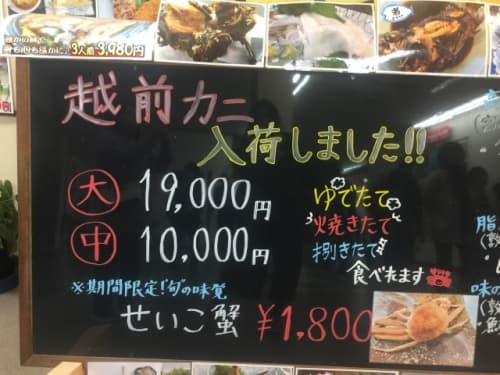 3人前 3,980円
煮
越前カニ
入荷しました!!
大 19,000円
中 10,000円
ゆでたて
焼きたて
捌きたて
食べれます
※期間限定!旬の味覚
せいこ蟹 ¥1,800
脂
味の